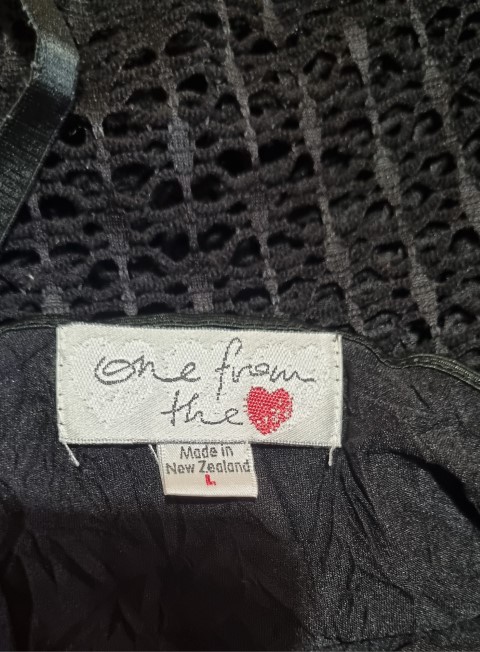 one from
the
Made in
New Zealand
L